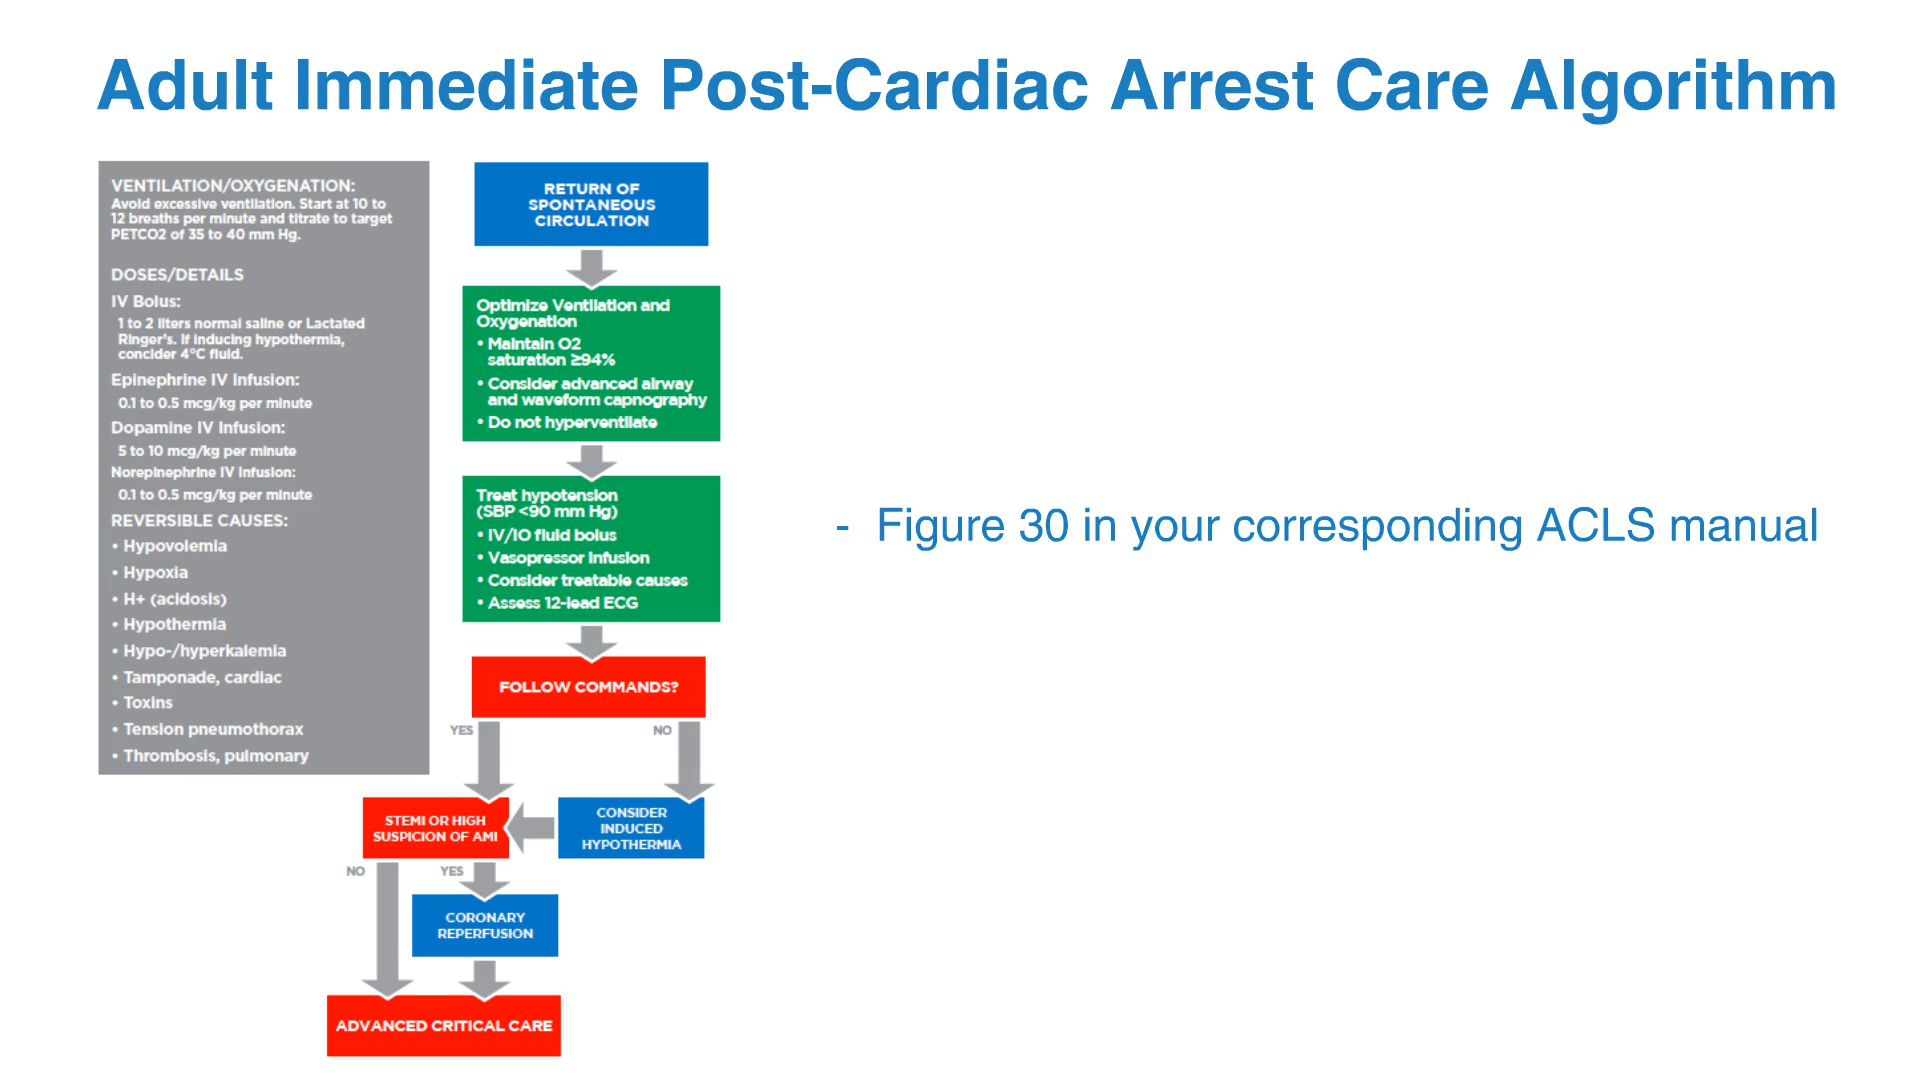 Adult Immediate Post-Cardiac Arrest Care Algorithm
VENTILATION/OXYGENATION:
Avoid excessive ventilation. Start at 10 to
12 breaths per minute and titrate to target
PETCO2 of 35 to 40 mm Hg.
DOSES/DETAILS
IV Bolus:
1 to 2 liters normal saline or Lactated
Ringer's. If inducing hypothermia,
concider 4°C fluid.
Epinephrine IV Infusion:
0.1 to 0.5 mcg/kg per minute
Dopamine IV Infusion:
5 to 10 mcg/kg per minute
Norepinephrine IV Infusion:
0.1 to 0.5 mcg/kg per minute
REVERSIBLE CAUSES:
• Hypovolemia
• Hypoxia
• H+ (acidosis)
• Hypothermia
• Hypo-/hyperkalemia
• Tamponade, cardiac
• Toxins
• Tension pneumothorax
• Thrombosis, pulmonary
RETURN OF
SPONTANEOUS
CIRCULATION
Optimize Ventilation and
Oxygenation
• Maintain O2
saturation ≥94%
• Consider advanced airway
and waveform capnography
• Do not hyperventilate
Treat hypotension
(SBP <90 mm Hg)
• IV/IO fluid bolus
• Vasopressor infusion
• Consider treatable causes
• Assess 12-lead ECG
FOLLOW COMMANDS?
YES
NO
STEMI OR HIGH
SUSPICION OF AMI
CONSIDER
INDUCED
HYPOTHERMIA
NO
YES
CORONARY
REPERFUSION
ADVANCED CRITICAL CARE
- Figure 30 in your corresponding ACLS manual